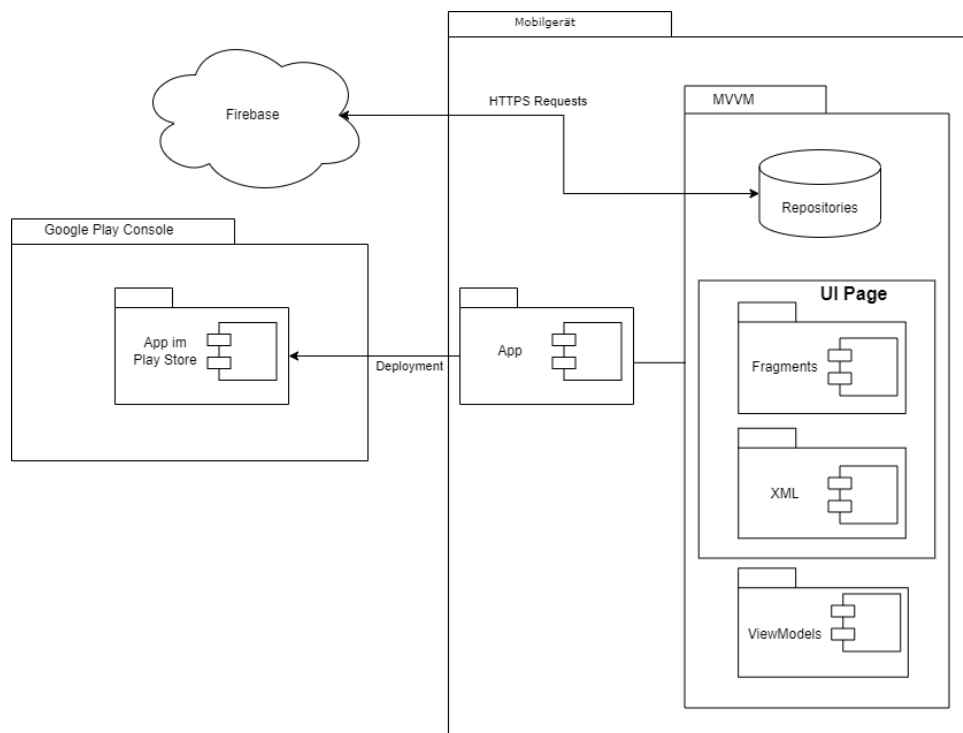 Mobilgerät
Firebase
HTTPS Requests
MVVM
Repositories
Google Play Console
UI Page
App im
Play Store
Deployment
App
Fragments
XML
ViewModels